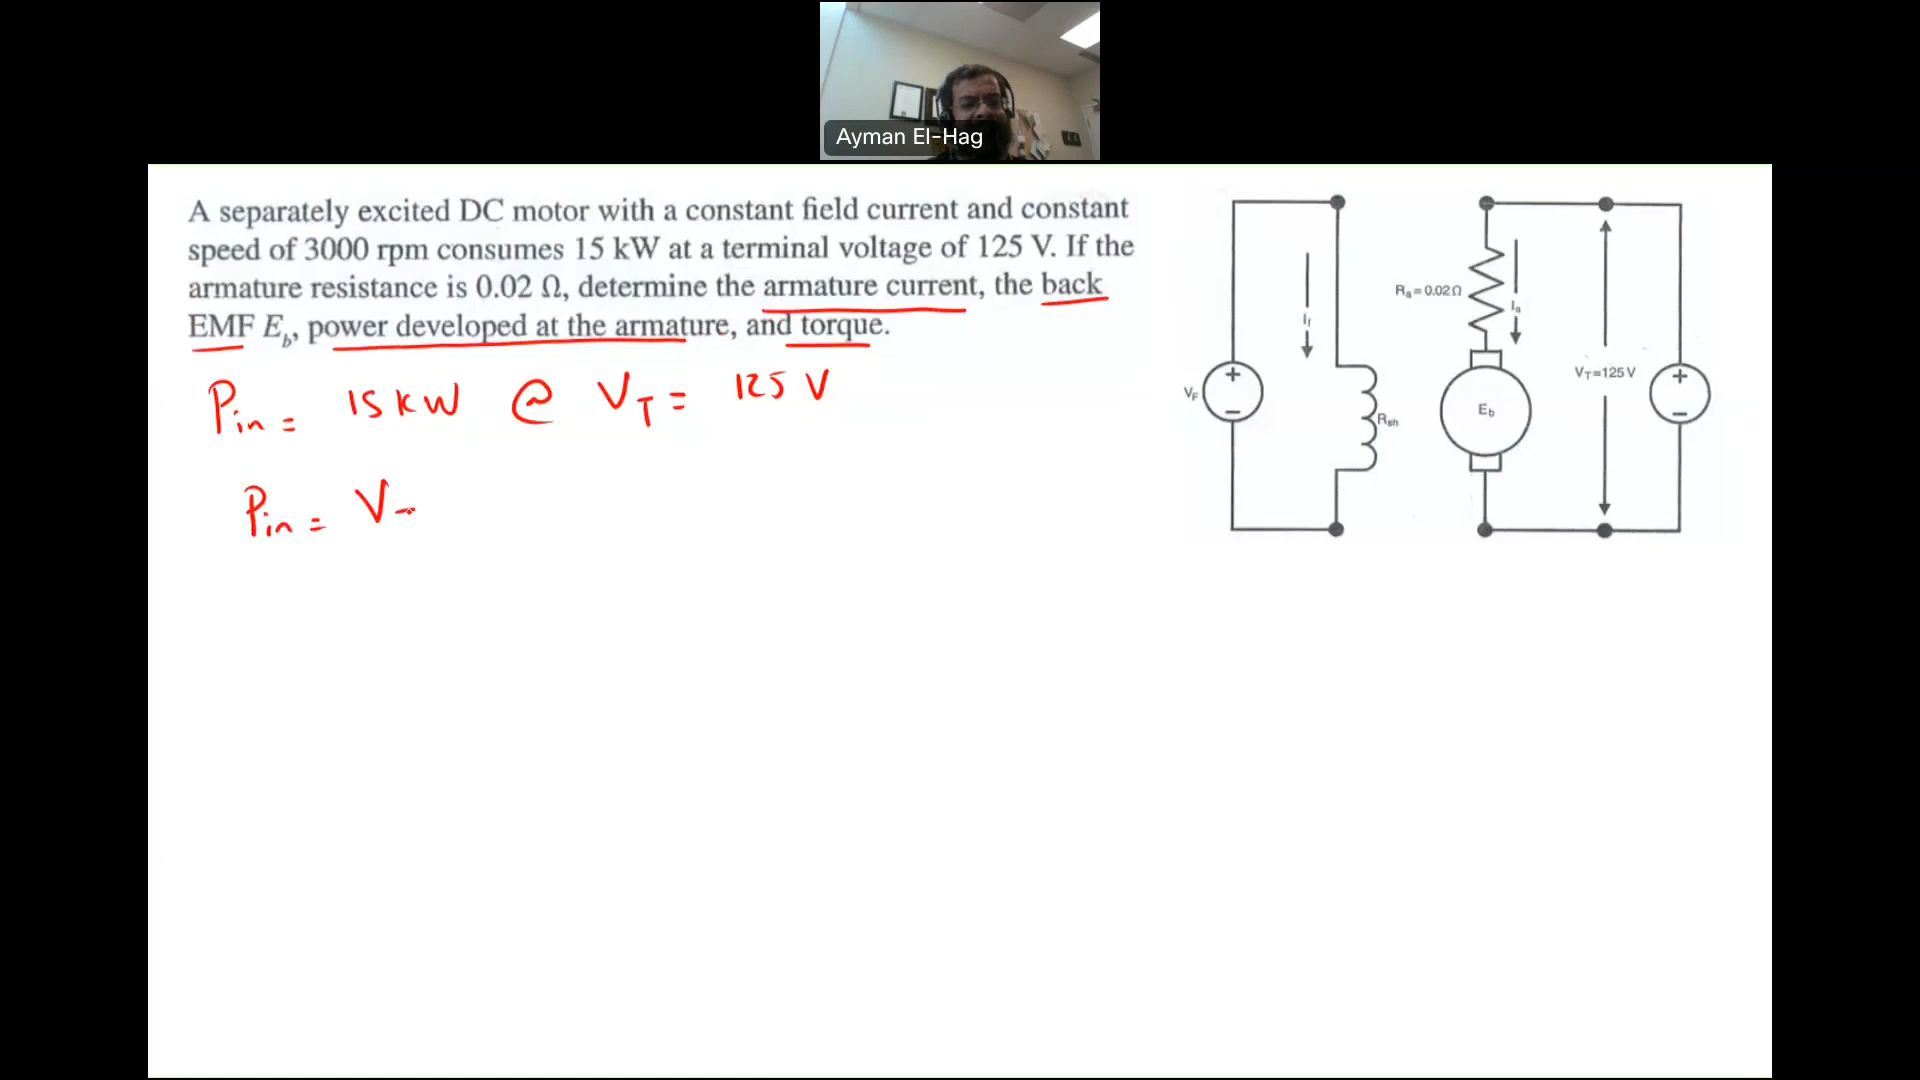 Ayman El-Hag
A separately excited DC motor with a constant field current and constant
speed of 3000 rpm consumes 15 kW at a terminal voltage of 125 V. If the
armature resistance is 0.02 Ω, determine the armature current, the back
EMF E_b, power developed at the armature, and torque.
P_in = 15 kW @ V_T = 125 V
P_in = V
V_F
I_f
R_sh
R_a = 0.02 Ω
I_a
E_b
V_T = 125 V